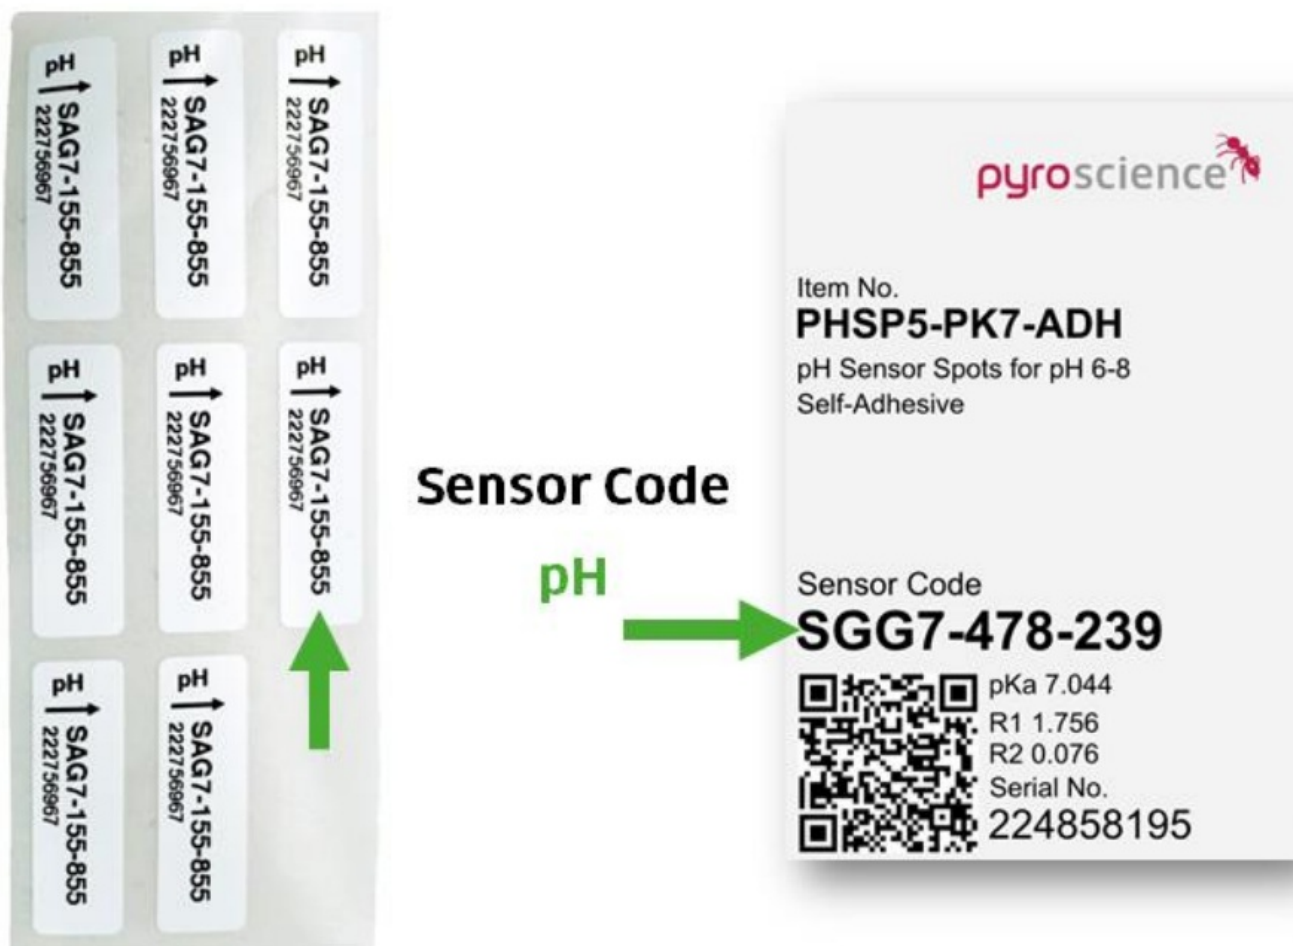 pH
SAG7-155-855
222756967
pH
SAG7-155-855
222756967
pH
SAG7-155-855
222756967
pH
SAG7-155-855
222756967
pH
SAG7-155-855
222756967
pH
SAG7-155-855
222756967
pH
SAG7-155-855
222756967
pH
SAG7-155-855
222756967
Sensor Code
pH
pyroscience
Item No.
PHSP5-PK7-ADH
pH Sensor Spots for pH 6-8
Self-Adhesive
Sensor Code
SGG7-478-239
pKa 7.044
R1 1.756
R2 0.076
Serial No.
224858195